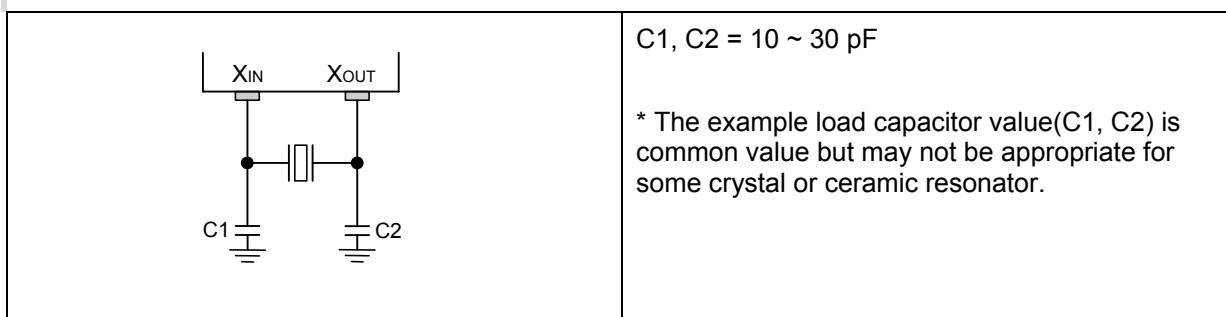 XIN XOUT
C1 C2
C1, C2 = 10 ~ 30 pF
* The example load capacitor value(C1, C2) is
common value but may not be appropriate for
some crystal or ceramic resonator.